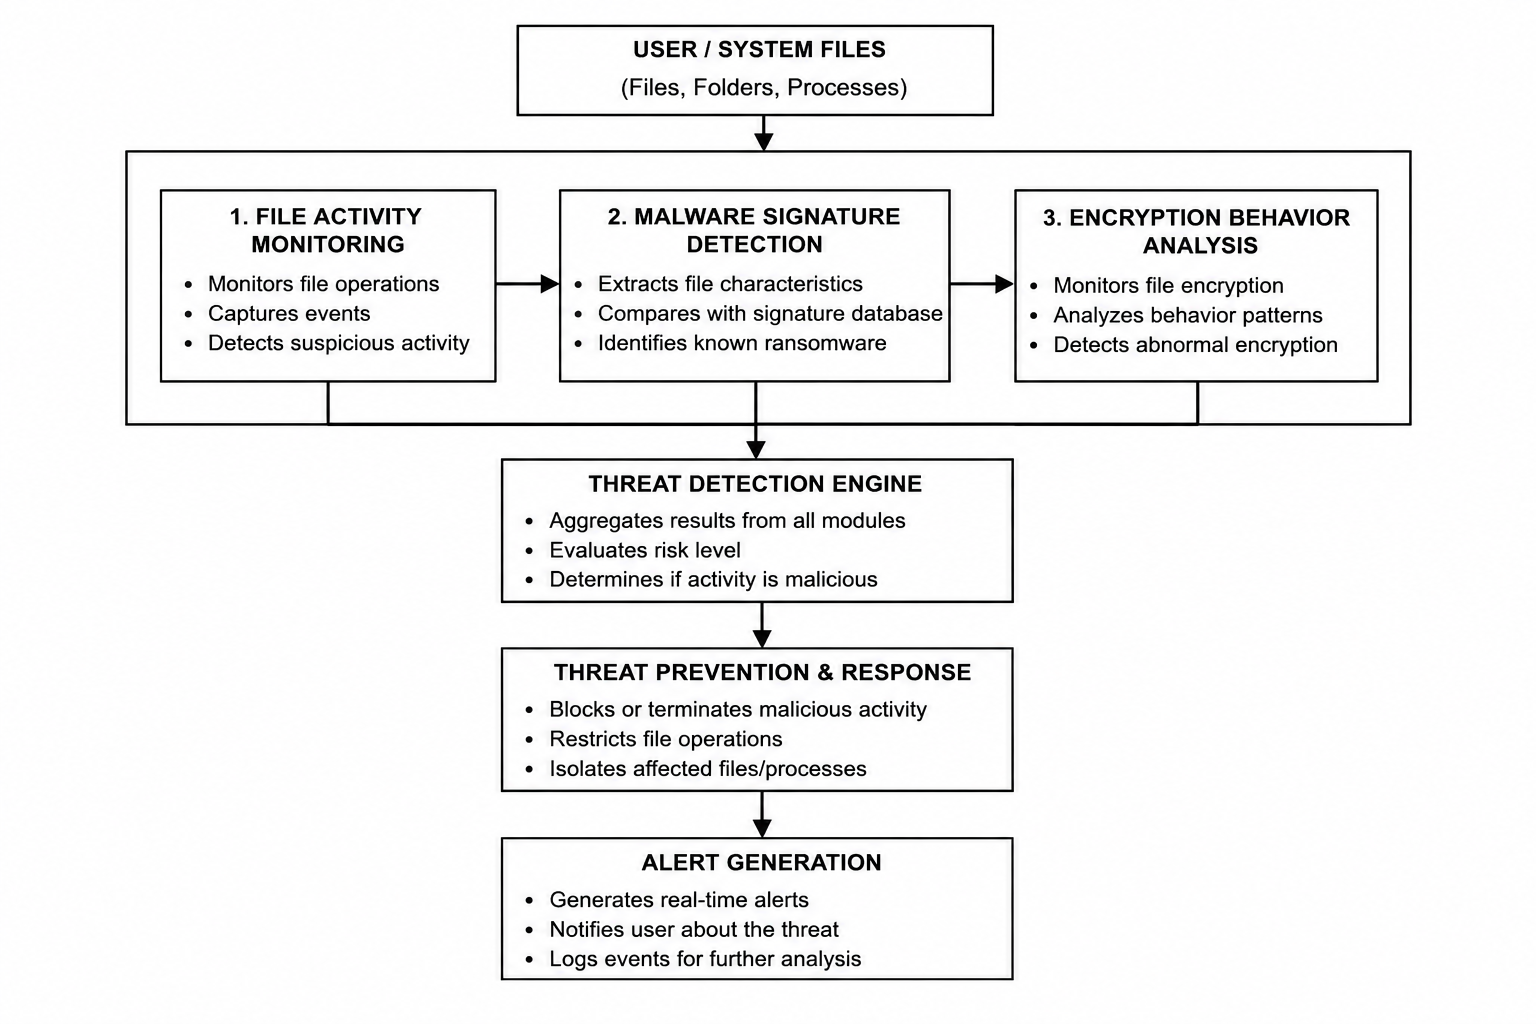 USER / SYSTEM FILES
(Files, Folders, Processes)
1. FILE ACTIVITY
MONITORING
• Monitors file operations
• Captures events
• Detects suspicious activity
2. MALWARE SIGNATURE
DETECTION
• Extracts file characteristics
• Compares with signature database
• Identifies known ransomware
3. ENCRYPTION BEHAVIOR
ANALYSIS
• Monitors file encryption
• Analyzes behavior patterns
• Detects abnormal encryption
THREAT DETECTION ENGINE
• Aggregates results from all modules
• Evaluates risk level
• Determines if activity is malicious
THREAT PREVENTION & RESPONSE
• Blocks or terminates malicious activity
• Restricts file operations
• Isolates affected files/processes
ALERT GENERATION
• Generates real-time alerts
• Notifies user about the threat
• Logs events for further analysis